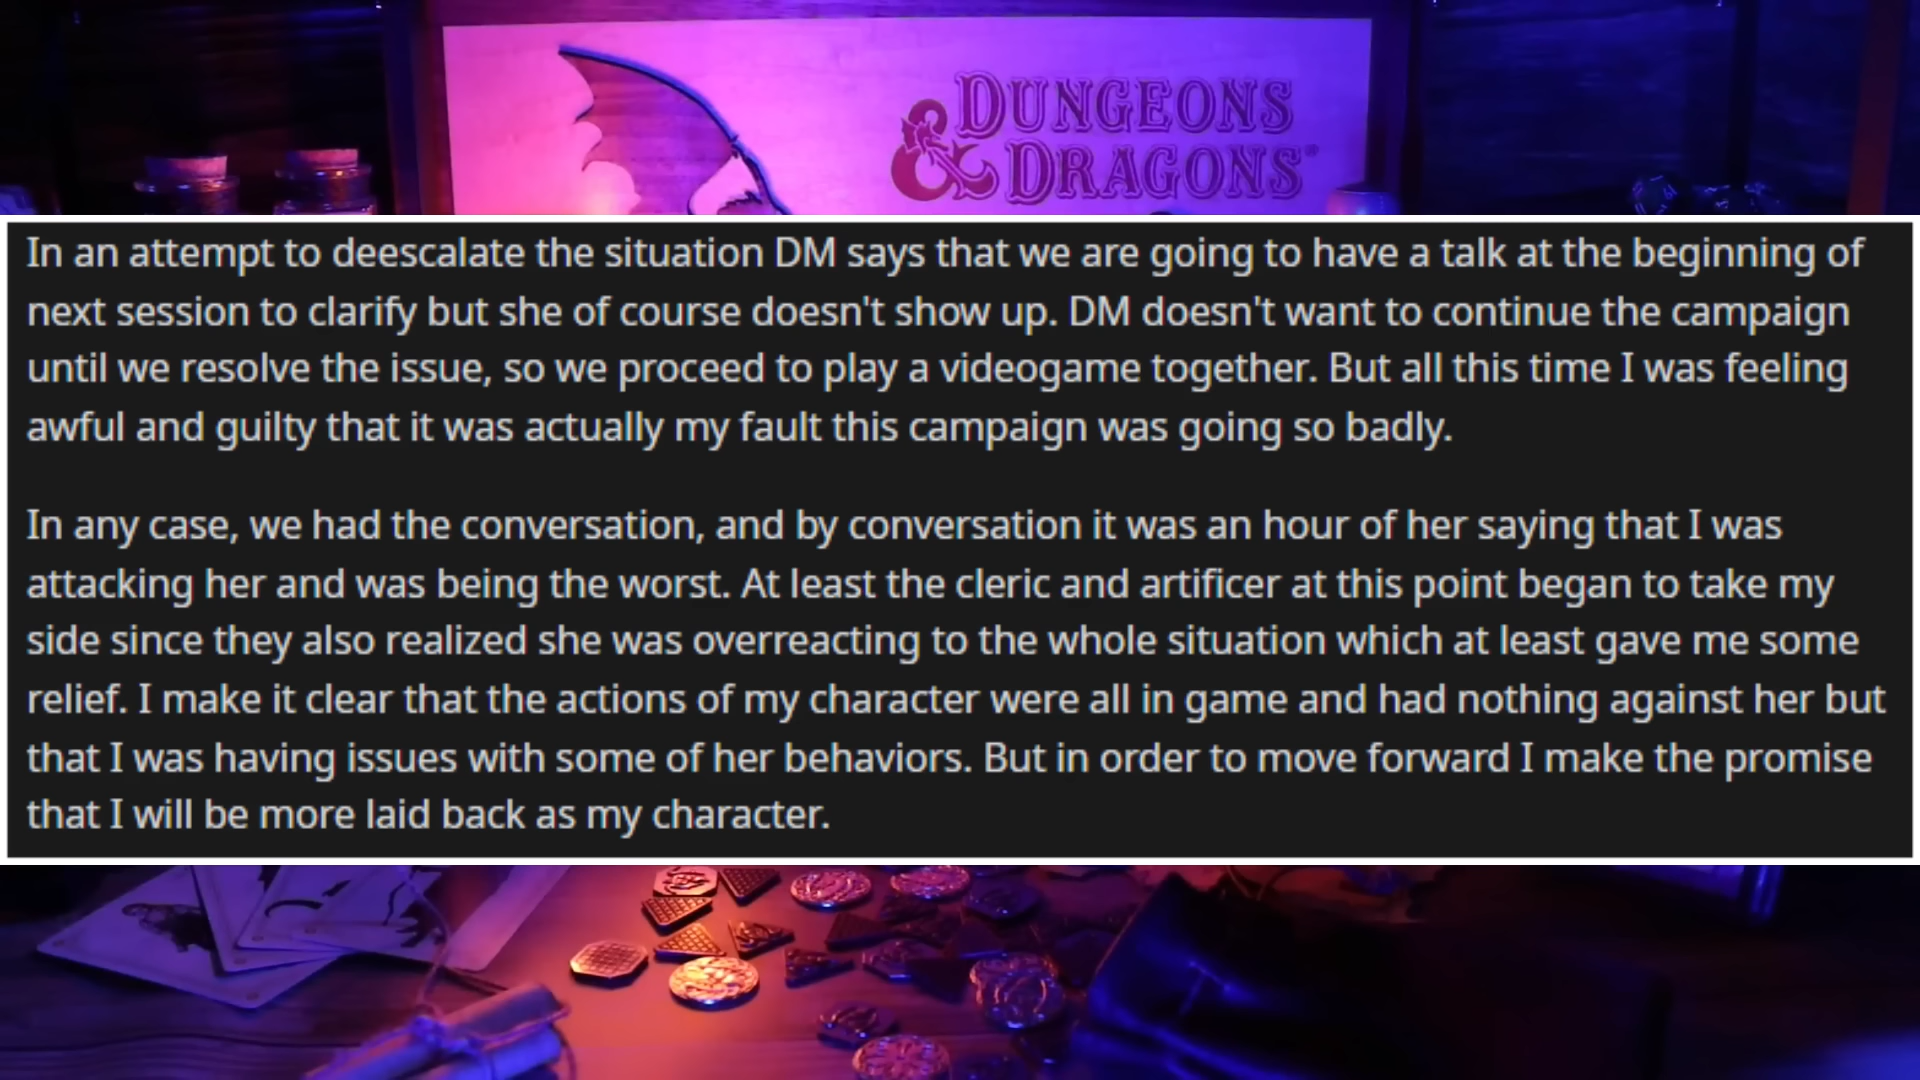 DUNGEONS
& DRAGONS®
In an attempt to deescalate the situation DM says that we are going to have a talk at the beginning of
next session to clarify but she of course doesn't show up. DM doesn't want to continue the campaign
until we resolve the issue, so we proceed to play a videogame together. But all this time I was feeling
awful and guilty that it was actually my fault this campaign was going so badly.
In any case, we had the conversation, and by conversation it was an hour of her saying that I was
attacking her and was being the worst. At least the cleric and artificer at this point began to take my
side since they also realized she was overreacting to the whole situation which at least gave me some
relief. I make it clear that the actions of my character were all in game and had nothing against her but
that I was having issues with some of her behaviors. But in order to move forward I make the promise
that I will be more laid back as my character.